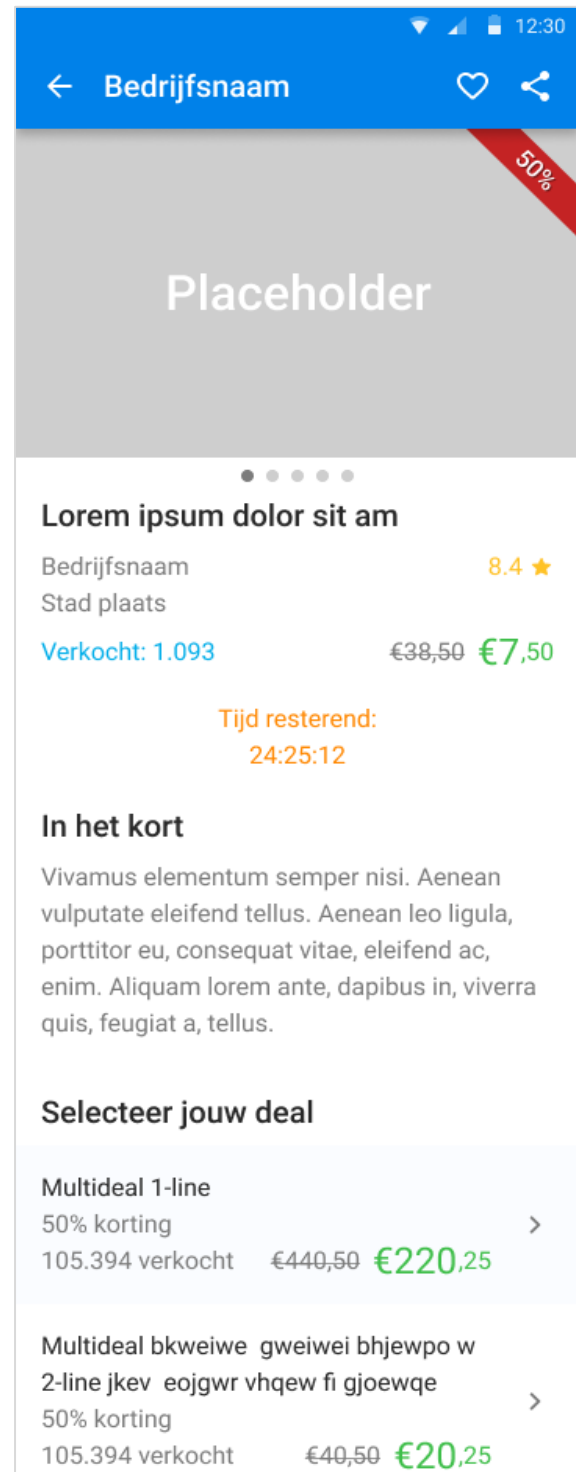 12:30
Bedrijfsnaam
50%
Placeholder
Lorem ipsum dolor sit am
Bedrijfsnaam 8.4
Stad plaats
Verkocht: 1.093 €38,50 €7,50
Tijd resterend:
24:25:12
In het kort
Vivamus elementum semper nisi. Aenean
vulputate eleifend tellus. Aenean leo ligula,
porttitor eu, consequat vitae, eleifend ac,
enim. Aliquam lorem ante, dapibus in, viverra
quis, feugiat a, tellus.
Selecteer jouw deal
Multideal 1-line
50% korting
105.394 verkocht €440,50 €220,25
Multideal bkweiwe  gweiwei bhjewpo w
2-line jkev  eojgwr vhqew fi gjoewqe
50% korting
105.394 verkocht €40,50 €20,25